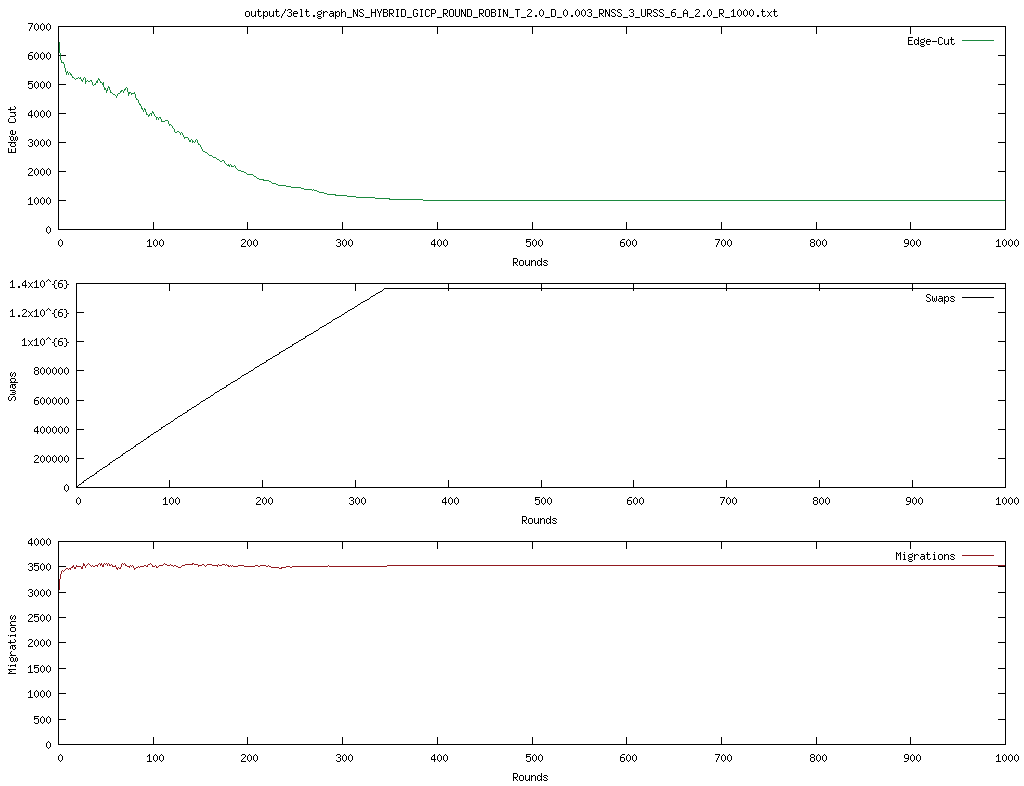 output/3elt.graph_NS_HYBRID_GICP_ROUND_ROBIN_T_2.0_D_0.003_RNSS_3_URSS_6_A_2.0_R_1000.txt
7000
6000
5000
4000
3000
2000
1000
0
Edge Cut
Edge-Cut
0 100 200 300 400 500 600 700 800 900 1000
Rounds
1.4x10^{6}
1.2x10^{6}
1x10^{6}
800000
600000
400000
200000
0
Swaps
Swaps
0 100 200 300 400 500 600 700 800 900 1000
Rounds
4000
3500
3000
2500
2000
1500
1000
500
0
Migrations
Migrations
0 100 200 300 400 500 600 700 800 900 1000
Rounds